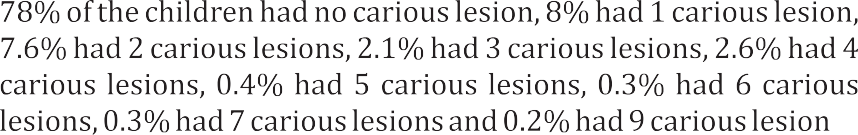 78% of the children had no carious lesion, 8% had 1 carious lesion,
7.6% had 2 carious lesions, 2.1% had 3 carious lesions, 2.6% had 4
carious lesions, 0.4% had 5 carious lesions, 0.3% had 6 carious
lesions, 0.3% had 7 carious lesions and 0.2% had 9 carious lesion